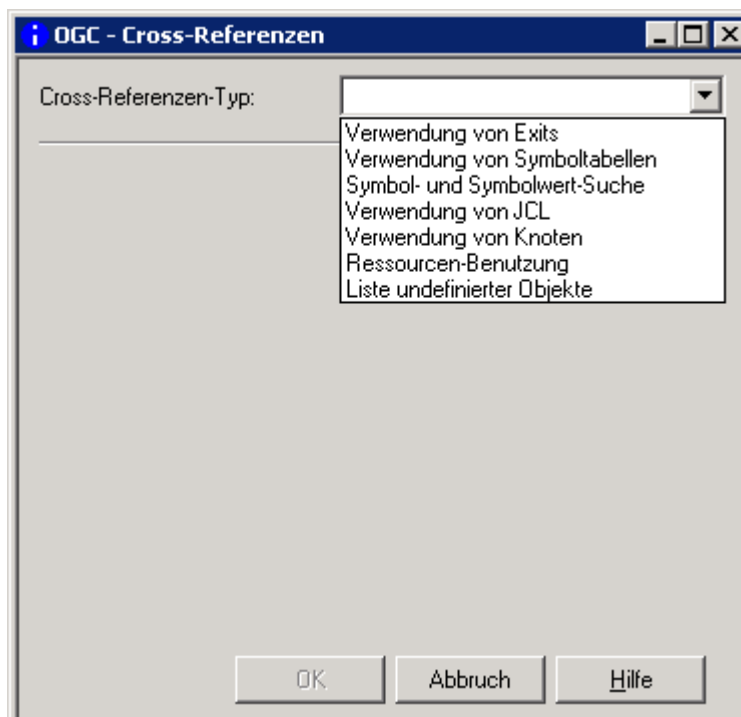 OGC - Cross-Referenzen
Cross-Referenzen-Typ:
Verwendung von Exits
Verwendung von Symboltabellen
Symbol- und Symbolwert-Suche
Verwendung von JCL
Verwendung von Knoten
Ressourcen-Benutzung
Liste undefinierter Objekte
OK Abbruch Hilfe